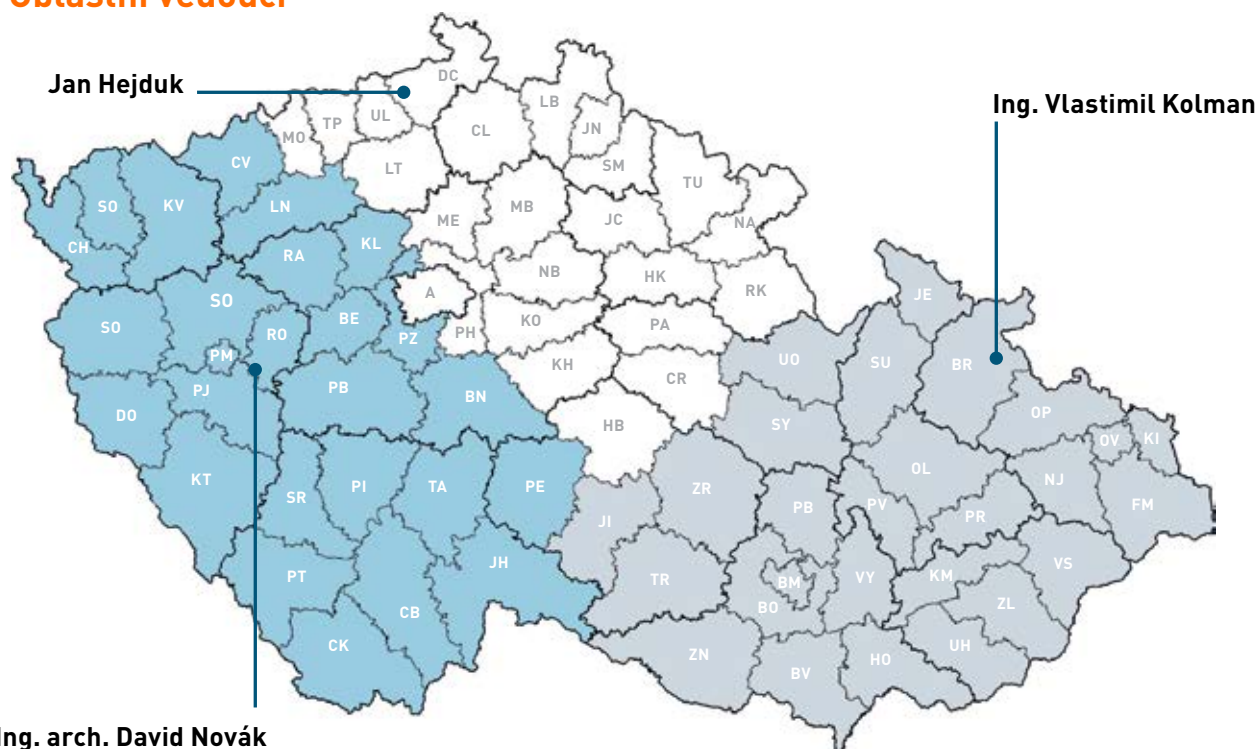 Oblastní vedoucí
Jan Hejduk
Ing. Vlastimil Kolman
DC
LB
MO
TP
UL
CL
JN
LT
SM
CV
TU
SO
KV
LN
ME
MB
JC
NA
CH
RA
KL
NB
HK
RK
A
JE
SO
SO
RO
BE
PZ
PH
KO
PA
PM
UO
SU
BR
PJ
PB
BN
KH
CR
DO
HB
SY
OP
OV
KI
KT
SR
PI
TA
PE
ZR
OL
NJ
FM
JI
PB
PV
PR
PT
JH
TR
BM
VY
KM
VS
CB
BO
ZL
CK
ZN
BV
HO
UH
Ing. arch. David Novák